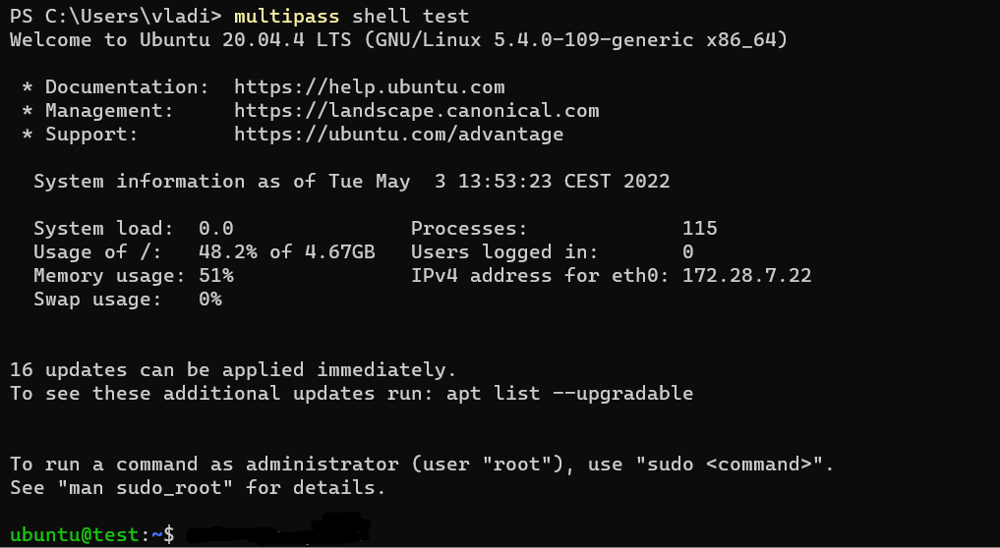 PS C:\Users\vladi> multipass shell test
Welcome to Ubuntu 20.04.4 LTS (GNU/Linux 5.4.0-109-generic x86_64)
* Documentation:  https://help.ubuntu.com
* Management:     https://landscape.canonical.com
* Support:        https://ubuntu.com/advantage
System information as of Tue May  3 13:53:23 CEST 2022
System load:  0.0               Processes:             115
Usage of /:   48.2% of 4.67GB   Users logged in:       0
Memory usage: 51%               IPv4 address for eth0: 172.28.7.22
Swap usage:   0%
16 updates can be applied immediately.
To see these additional updates run: apt list --upgradable
To run a command as administrator (user "root"), use "sudo <command>".
See "man sudo_root" for details.
ubuntu@test:~$